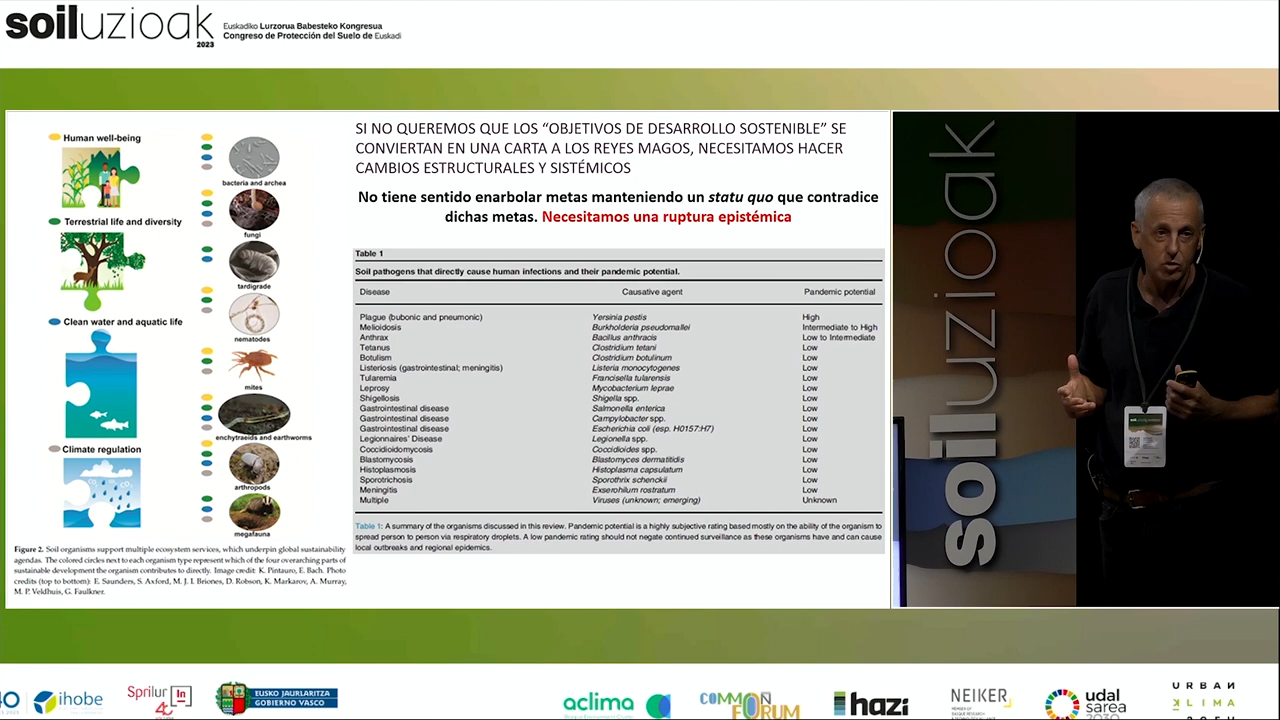 soiluzioak
2023
Euskadiko Lurzorua Babesteko Kongresua
Congreso de Protección del Suelo de Euskadi
Human well-being
Terrestrial life and diversity
Clean water and aquatic life
Climate regulation
bacteria and archea
fungi
tardigrade
nematodes
mites
enchytraeids and earthworms
arthropods
megafauna
Figure 2. Soil organisms support multiple ecosystem services, which underpin global sustainability
agendas. The colored circles next to each organism type represent which of the four overarching parts of
sustainable development the organism contributes to directly. Image credit: K. Pintauro, E. Bach. Photo
credits (top to bottom): E. Saunders, S. Axford, M. J. I. Briones, D. Robson, K. Markarov, A. Murray,
M. P. Veldhuis, G. Faulkner.
SI NO QUEREMOS QUE LOS “OBJETIVOS DE DESARROLLO SOSTENIBLE” SE
CONVIERTAN EN UNA CARTA A LOS REYES MAGOS, NECESITAMOS HACER
CAMBIOS ESTRUCTURALES Y SISTÉMICOS
No tiene sentido enarbolar metas manteniendo un statu quo que contradice
dichas metas. Necesitamos una ruptura epistémica
Table 1
Soil pathogens that directly cause human infections and their pandemic potential.
Disease Causative agent Pandemic potential
Plague (bubonic and pneumonic) Yersinia pestis High
Melioidosis Burkholderia pseudomallei Intermediate to High
Anthrax Bacillus anthracis Low to Intermediate
Tetanus Clostridium tetani Low
Botulism Clostridium botulinum Low
Listeriosis (gastrointestinal; meningitis) Listeria monocytogenes Low
Tularemia Francisella tularensis Low
Leprosy Mycobacterium leprae Low
Shigellosis Shigella spp. Low
Gastrointestinal disease Salmonella enterica Low
Gastrointestinal disease Campylobacter spp. Low
Gastrointestinal disease Escherichia coli (esp. H0157:H7) Low
Legionnaires' Disease Legionella spp. Low
Coccidioidomycosis Coccidioides spp. Low
Blastomycosis Blastomyces dermatitidis Low
Histoplasmosis Histoplasma capsulatum Low
Sporotrichosis Sporothrix schenckii Low
Meningitis Exserohilum rostratum Low
Multiple Viruses (unknown; emerging) Unknown
Table 1: A summary of the organisms discussed in this review. Pandemic potential is a highly subjective rating based mostly on the ability of the organism to
spread person to person via respiratory droplets. A low pandemic rating should not negate continued surveillance as these organisms have and can cause
local outbreaks and regional epidemics.
soiluzioak
ihobe
Sprilur
EUSKO JAURLARITZA
GOBIERNO VASCO
aclima
COMMON
FORUM
hazi
NEIKER
udal
sarea
2030
URBAN
KLIMA